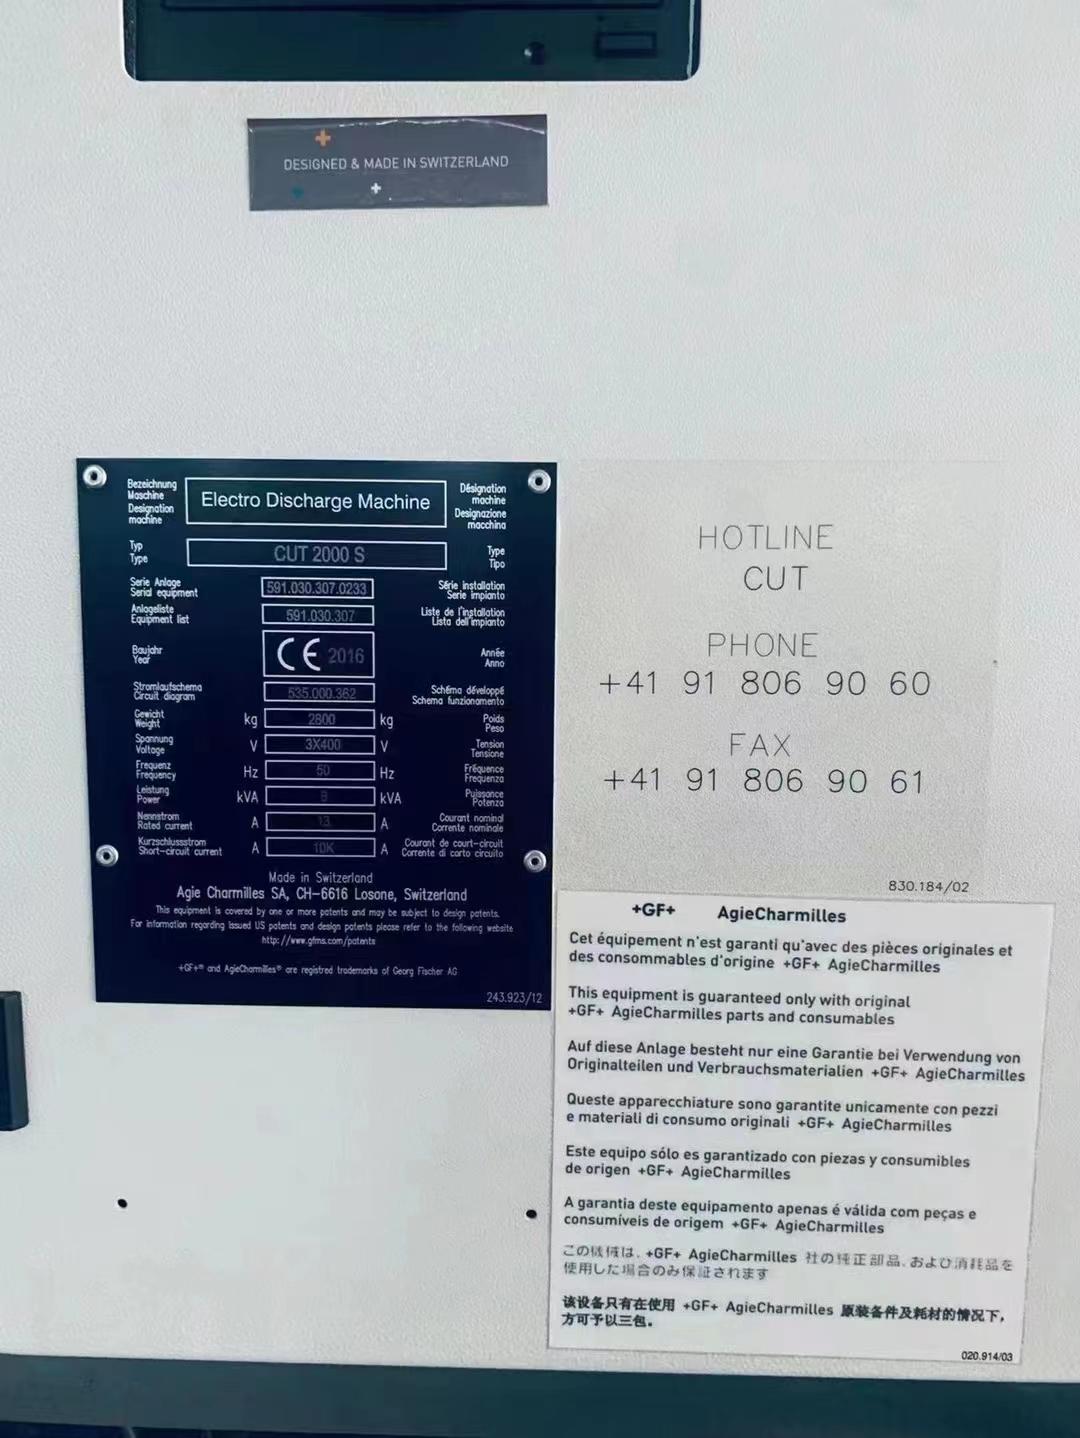 DESIGNED & MADE IN SWITZERLAND
Bezeichnung
Maschine
Designation
machine
Electro Discharge Machine
Désignation
machine
Designazione
macchina
Typ
Type
CUT 2000 S
Type
Tipo
Serie Anlage
Serial equipment
591.030.307.0233
Série installation
Serie impianto
Anlageliste
Equipment list
591.030.307
Liste de l'installation
Lista dell'impianto
Baujahr
Year
CE 2016
Année
Anno
Stromlaufschema
Circuit diagram
535.000.362
Schéma développé
Schema funzionamento
Gewicht
Weight
kg 2800 kg
Poids
Peso
Spannung
Voltage
V 3X400 V
Tension
Tensione
Frequenz
Frequency
Hz 50 Hz
Fréquence
Frequenza
Leistung
Power
kVA kVA
Puissance
Potenza
Nennstrom
Rated current
A 13 A
Courant nominal
Corrente nominale
Kurzschlussstrom
Short-circuit current
A 10K A
Courant de court-circuit
Corrente di corto circuito
Made in Switzerland
Agie Charmilles SA, CH-6616 Losone, Switzerland
This equipment is covered by one or more patents and may be subject to design patents.
For information regarding issued US patents and design patents please refer to the following website
http://www.gfms.com/patents
+GF+® and AgieCharmilles® are registred trademarks of Georg Fischer AG
243.923/12
HOTLINE
CUT
PHONE
+41 91 806 90 60
FAX
+41 91 806 90 61
830.184/02
+GF+ AgieCharmilles
Cet équipement n'est garanti qu'avec des pièces originales et
des consommables d'origine +GF+ AgieCharmilles
This equipment is guaranteed only with original
+GF+ AgieCharmilles parts and consumables
Auf diese Anlage besteht nur eine Garantie bei Verwendung von
Originalteilen und Verbrauchsmaterialien +GF+ AgieCharmilles
Queste apparecchiature sono garantite unicamente con pezzi
e materiali di consumo originali +GF+ AgieCharmilles
Este equipo sólo es garantizado con piezas y consumibles
de origen +GF+ AgieCharmilles
A garantia deste equipamento apenas é válida com peças e
consumíveis de origem +GF+ AgieCharmilles
この機械は、+GF+ AgieCharmilles 社の純正部品、および消耗品を
使用した場合のみ保証されます
该设备只有在使用 +GF+ AgieCharmilles 原装备件及耗材的情况下，
方可予以三包。
020.914/03